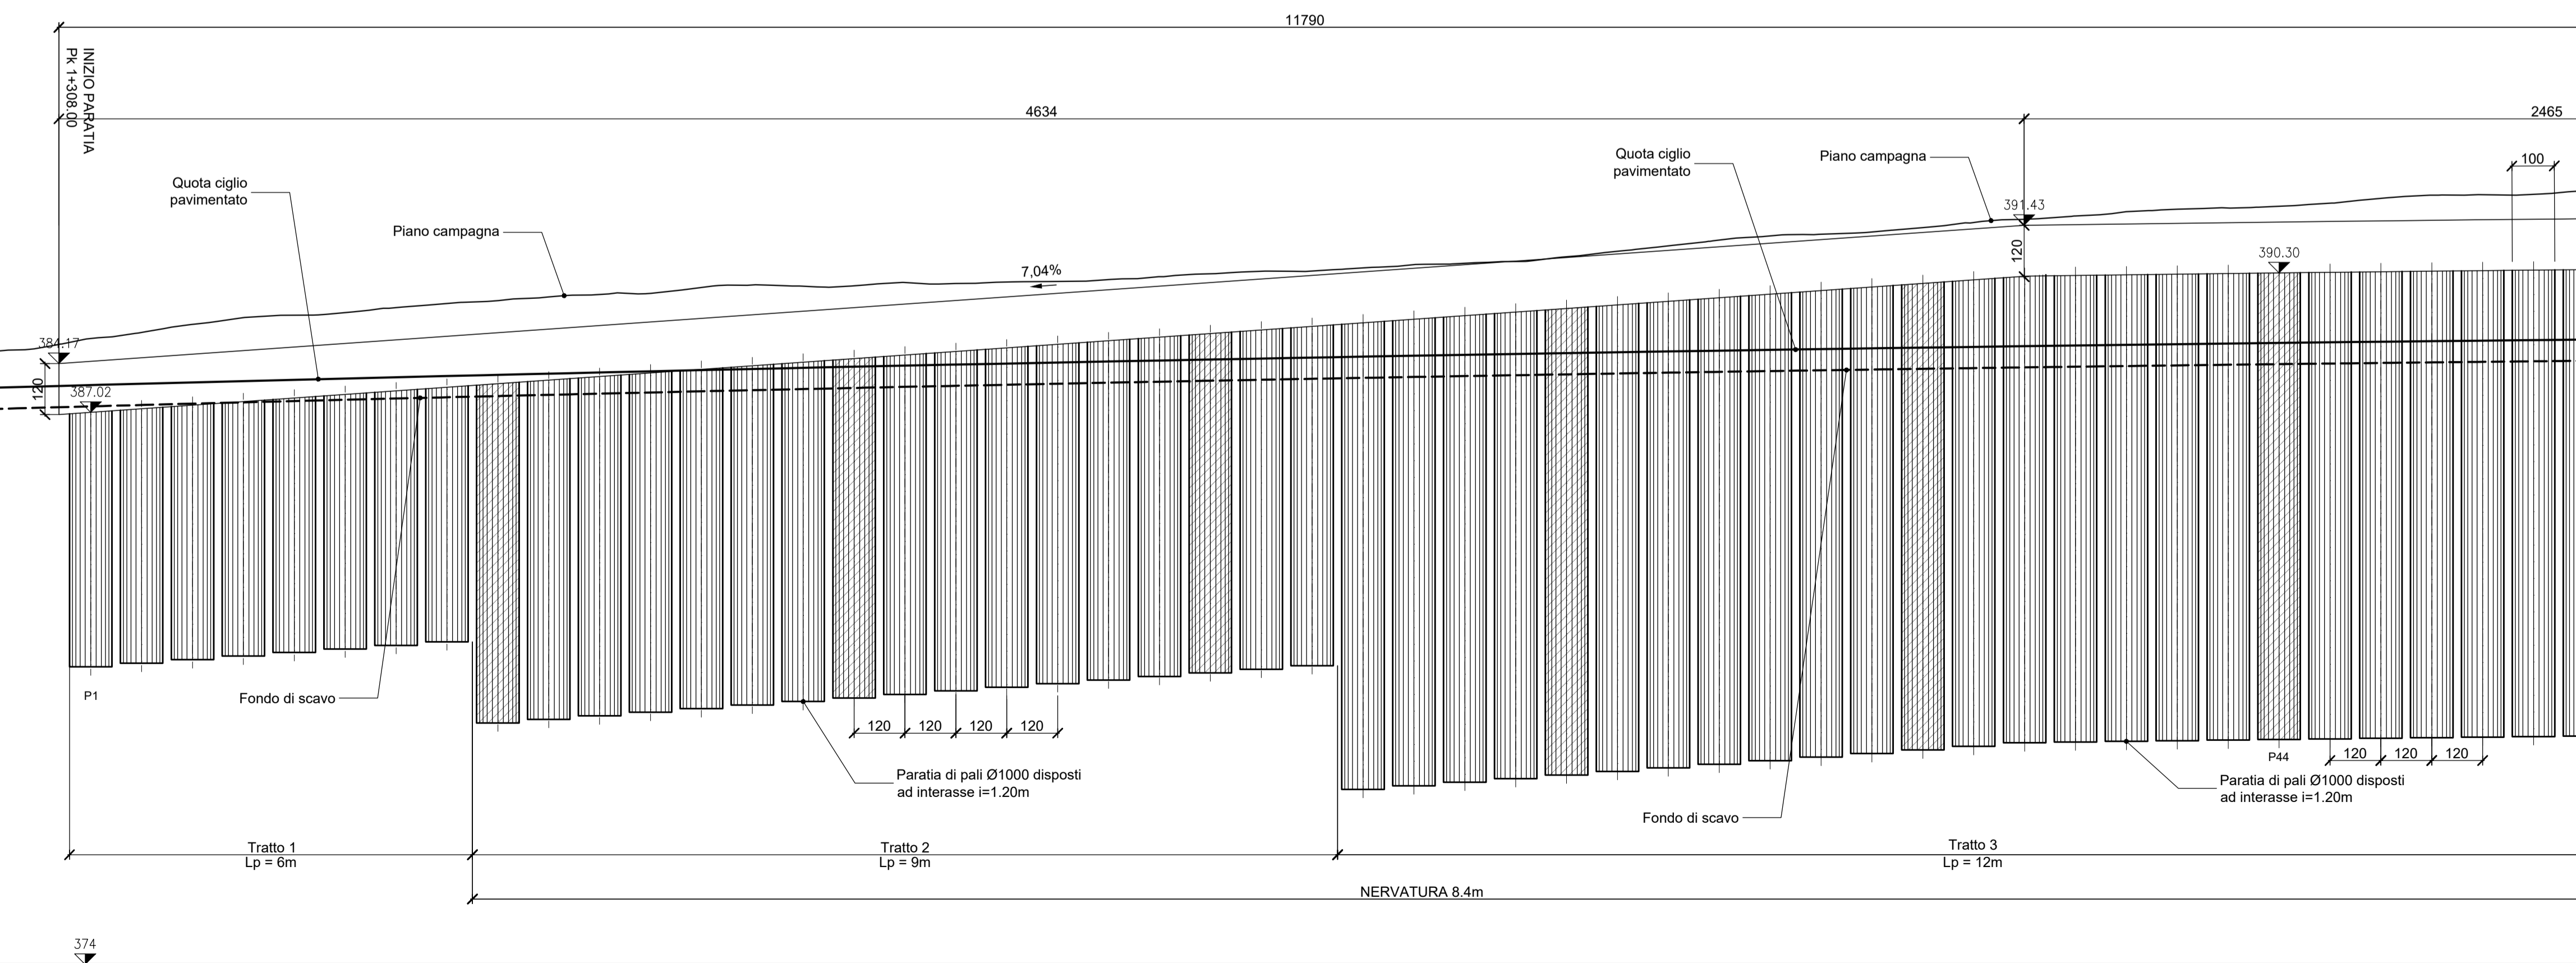 11790
INIZIO PARATIA
Pk 1+308.00
4634
2465
Quota ciglio
pavimentato
Piano campagna
7,04%
Quota ciglio
pavimentato
Piano campagna
100
391.43
120
390.30
384.17
120
387.02
P1
Fondo di scavo
120
120
120
120
Paratia di pali Ø1000 disposti
ad interasse i=1.20m
P44
120
120
120
Paratia di pali Ø1000 disposti
ad interasse i=1.20m
Fondo di scavo
Tratto 1
Lp = 6m
Tratto 2
Lp = 9m
Tratto 3
Lp = 12m
NERVATURA 8.4m
374